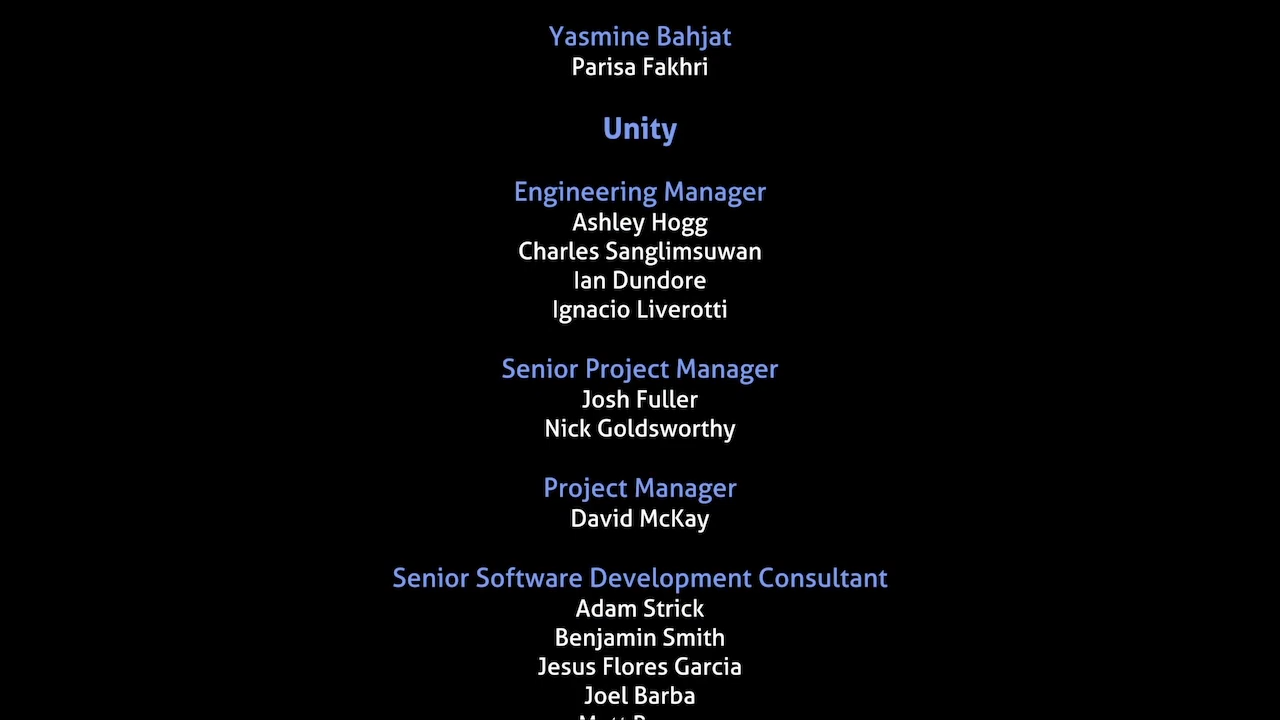 Yasmine Bahjat
Parisa Fakhri
Unity
Engineering Manager
Ashley Hogg
Charles Sanglimsuwan
Ian Dundore
Ignacio Liverotti
Senior Project Manager
Josh Fuller
Nick Goldsworthy
Project Manager
David McKay
Senior Software Development Consultant
Adam Strick
Benjamin Smith
Jesus Flores Garcia
Joel Barba